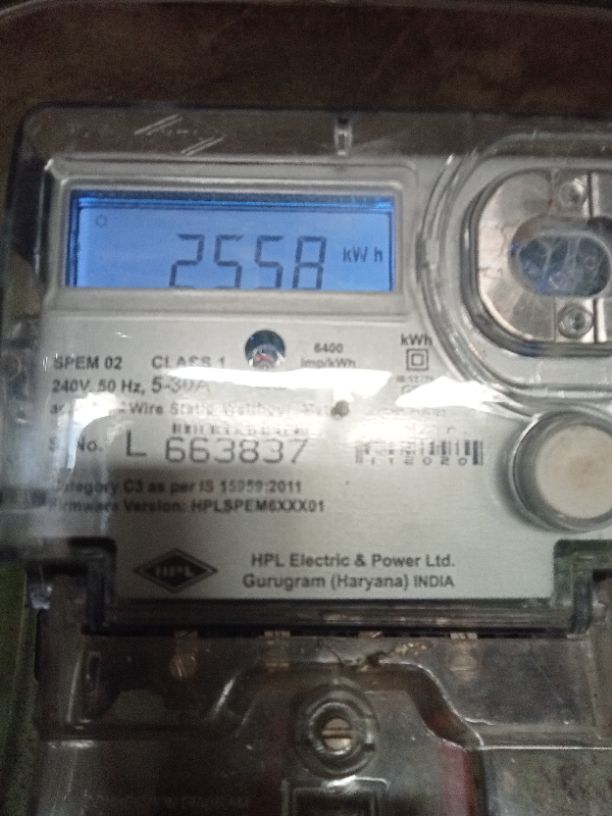 2558 kWh
6400
imp/kWh
kWh
SPEM 02 CLASS 1
240V, 50 Hz, 5-30A
Wire Static Watthour Meter
No. L 663837
112020
Category C3 as per IS 15959:2011
Firmware Version: HPLSPEM6XXX01
HPL
HPL Electric & Power Ltd.
Gurugram (Haryana) INDIA